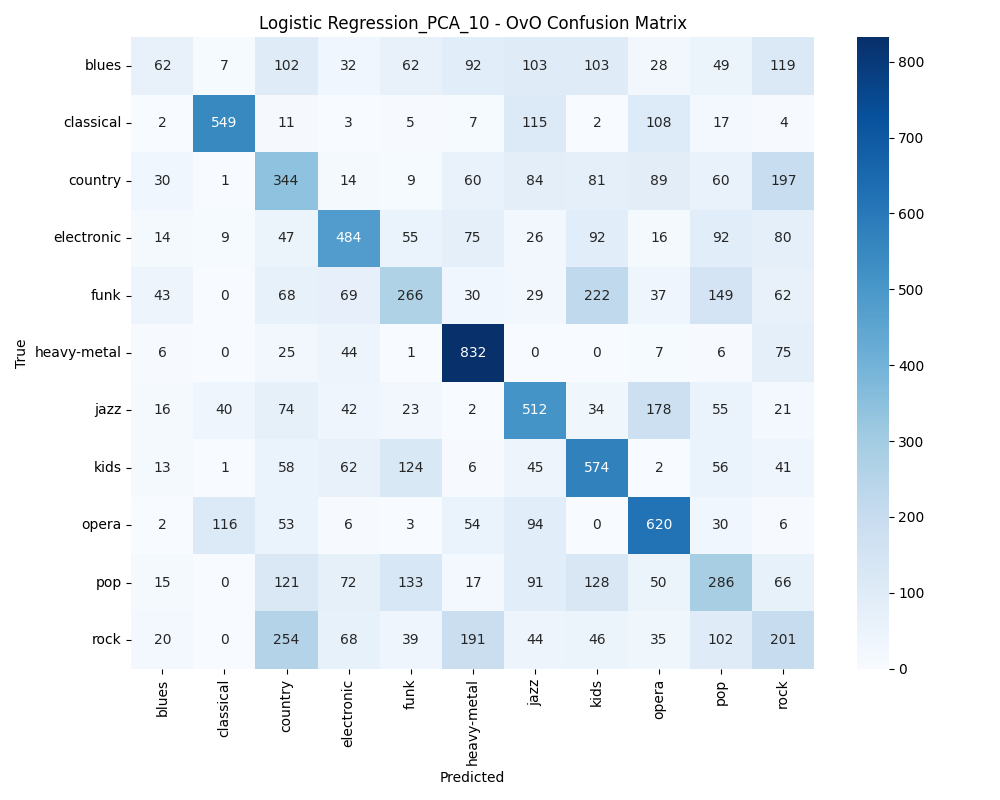 Logistic Regression_PCA_10 - OvO Confusion Matrix
blues 62 7 102 32 62 92 103 103 28 49 119
classical 2 549 11 3 5 7 115 2 108 17 4
country 30 1 344 14 9 60 84 81 89 60 197
electronic 14 9 47 484 55 75 26 92 16 92 80
funk 43 0 68 69 266 30 29 222 37 149 62
heavy-metal 6 0 25 44 1 832 0 0 7 6 75
jazz 16 40 74 42 23 2 512 34 178 55 21
kids 13 1 58 62 124 6 45 574 2 56 41
opera 2 116 53 6 3 54 94 0 620 30 6
pop 15 0 121 72 133 17 91 128 50 286 66
rock 20 0 254 68 39 191 44 46 35 102 201
True
blues classical country electronic funk heavy-metal jazz kids opera pop rock
Predicted
800
700
600
500
400
300
200
100
0